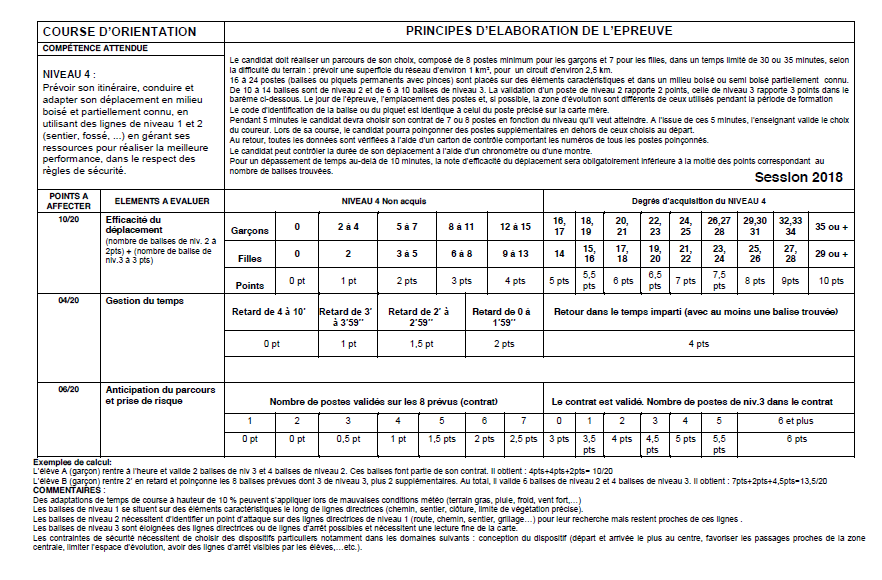 COURSE D'ORIENTATION
PRINCIPES D'ELABORATION DE L'EPREUVE
COMPÉTENCE ATTENDUE
NIVEAU 4 :
Prévoir son itinéraire, conduire et
adapter son déplacement en milieu
boisé et partiellement connu, en
utilisant des lignes de niveau 1 et 2
(sentier, fossé, ...) en gérant ses
ressources pour réaliser la meilleure
performance, dans le respect des
règles de sécurité.
Le candidat doit réaliser un parcours de son choix, composé de 8 postes minimum pour les garçons et 7 pour les filles, dans un temps limité de 30 ou 35 minutes, selon
la difficulté du terrain : prévoir une superficie du réseau d'environ 1 km², pour un circuit d'environ 2,5 km.
16 à 24 postes (balises ou piquets permanents avec pinces) sont placés sur des éléments caractéristiques et dans un milieu boisé ou semi boisé partiellement connu.
De 10 à 14 balises sont de niveau 2 et de 6 à 10 balises de niveau 3. La validation d'un poste de niveau 2 rapporte 2 points, celle de niveau 3 rapporte 3 points dans le
barème ci-dessous. Le jour de l'épreuve, l'emplacement des postes et, si possible, la zone d'évolution sont différents de ceux utilisés pendant la période de formation
Le code d'identification de la balise ou du piquet est identique à celui du poste précisé sur la carte mère.
Pendant 5 minutes le candidat devra choisir son contrat de 7 ou 8 postes en fonction du niveau qu'il veut atteindre. A l'issue de ces 5 minutes, l'enseignant valide le choix
du coureur. Lors de sa course, le candidat pourra poinçonner des postes supplémentaires en dehors de ceux choisis au départ.
Au retour, toutes les données sont vérifiées à l'aide d'un carton de contrôle comportant les numéros de tous les postes poinçonnés.
Le candidat peut contrôler la durée de son déplacement à l'aide d'un chronomètre ou d'une montre.
Pour un dépassement de temps au-delà de 10 minutes, la note d'efficacité du déplacement sera obligatoirement inférieure à la moitié des points correspondant au
nombre de balises trouvées.
Session 2018
POINTS A AFFECTER
ELEMENTS A EVALUER
NIVEAU 4 Non acquis
Degrés d'acquisition du NIVEAU 4
10/20
Efficacité du
déplacement
(nombre de balises de niv. 2 à
2pts) + (nombre de balise de
niv.3 à 3 pts)
Garçons 0 2 à 4 5 à 7 8 à 11 12 à 15 16, 17 18, 19 20, 21 22, 23 24, 25 26,27 28 29,30 31 32,33 34 35 ou +
Filles 0 2 3 à 5 6 à 8 9 à 13 14 15, 16 17, 18 19, 20 21, 22 23, 24 25, 26 27, 28 29 ou +
Points 0 pt 1 pt 2 pts 3 pts 4 pts 5 pts 5,5 pts 6 pts 6,5 pts 7 pts 7,5 pts 8 pts 9pts 10 pts
04/20
Gestion du temps
Retard de 4 à 10' Retard de 3' à 3'59'' Retard de 2' à 2'59'' Retard de 0 à 1'59'' Retour dans le temps imparti (avec au moins une balise trouvée)
0 pt 1 pt 1,5 pt 2 pts 4 pts
06/20
Anticipation du parcours
et prise de risque
Nombre de postes validés sur les 8 prévus (contrat)
Le contrat est validé. Nombre de postes de niv.3 dans le contrat
1 2 3 4 5 6 7 0 1 2 3 4 5 6 et plus
0 pt 0 pt 0,5 pt 1 pt 1,5 pts 2 pts 2,5 pts 3 pts 3,5 pts 4 pts 4,5 pts 5 pts 5,5 pts 6 pts
Exemples de calcul:
L'élève A (garçon) rentre à l'heure et valide 2 balises de niv 3 et 4 balises de niveau 2. Ces balises font partie de son contrat. Il obtient : 4pts+4pts+2pts= 10/20
L'élève B (garçon) rentre 2' en retard et poinçonne les 8 balises prévues dont 3 de niveau 3, plus 2 supplémentaires. Au total, il valide 6 balises de niveau 2 et 4 balises de niveau 3. Il obtient : 7pts+2pts+4,5pts=13,5/20
COMMENTAIRES :
Des adaptations de temps de course à hauteur de 10 % peuvent s'appliquer lors de mauvaises conditions météo (terrain gras, pluie, froid, vent fort,…)
Les balises de niveau 1 se situent sur des éléments caractéristiques le long de lignes directrices (chemin, sentier, clôture, limite de végétation précise).
Les balises de niveau 2 nécessitent d'identifier un point d'attaque sur des lignes directrices de niveau 1 (route, chemin, sentier, grillage…) pour leur recherche mais restent proches de ces lignes .
Les balises de niveau 3 sont éloignées des lignes directrices ou de lignes d'arrêt possibles et nécessitent une lecture fine de la carte.
Les contraintes de sécurité nécessitent de choisir des dispositifs particuliers notamment dans les domaines suivants : conception du dispositif (départ et arrivée le plus au centre, favoriser les passages proches de la zone
centrale, limiter l'espace d'évolution, avoir des lignes d'arrêt visibles par les élèves,…etc.).